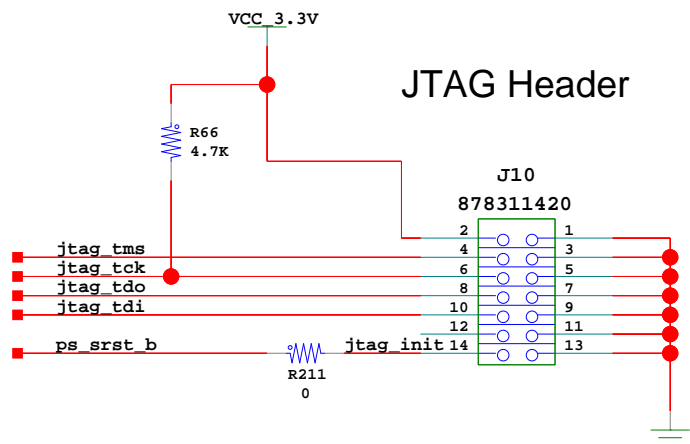 VCC_3.3V
JTAG Header
R66
4.7K
J10
878311420
2 1
jtag_tms 4 3
jtag_tck 6 5
jtag_tdo 8 7
jtag_tdi 10 9
12 11
ps_srst_b jtag_init 14 13
R211
0